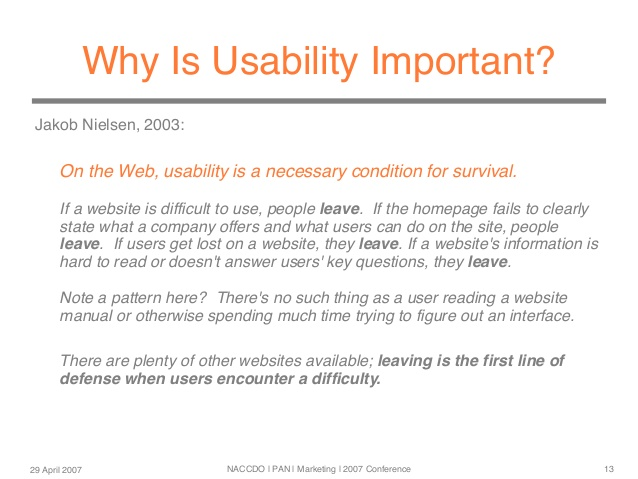 Why Is Usability Important?
Jakob Nielsen, 2003:
On the Web, usability is a necessary condition for survival.
If a website is difficult to use, people leave.  If the homepage fails to clearly
state what a company offers and what users can do on the site, people
leave.  If users get lost on a website, they leave. If a website's information is
hard to read or doesn't answer users' key questions, they leave.
Note a pattern here?  There's no such thing as a user reading a website
manual or otherwise spending much time trying to figure out an interface.
There are plenty of other websites available; leaving is the first line of
defense when users encounter a difficulty.
29 April 2007
NACCDO | PAN | Marketing | 2007 Conference
13